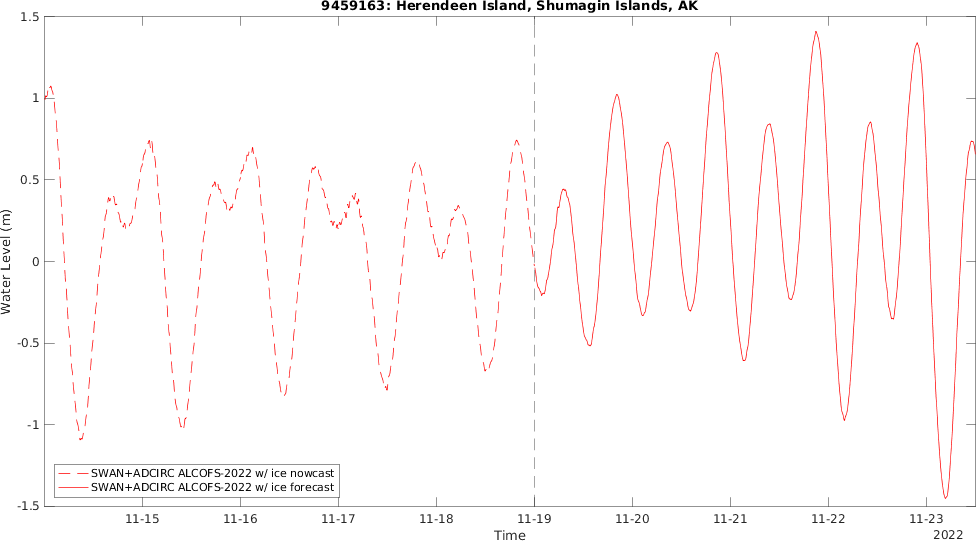 9459163: Herendeen Island, Shumagin Islands, AK
1.5
1
0.5
0
-0.5
-1
-1.5
Water Level (m)
SWAN+ADCIRC ALCOFS-2022 w/ ice nowcast
SWAN+ADCIRC ALCOFS-2022 w/ ice forecast
11-15 11-16 11-17 11-18 11-19 11-20 11-21 11-22 11-23
Time
2022